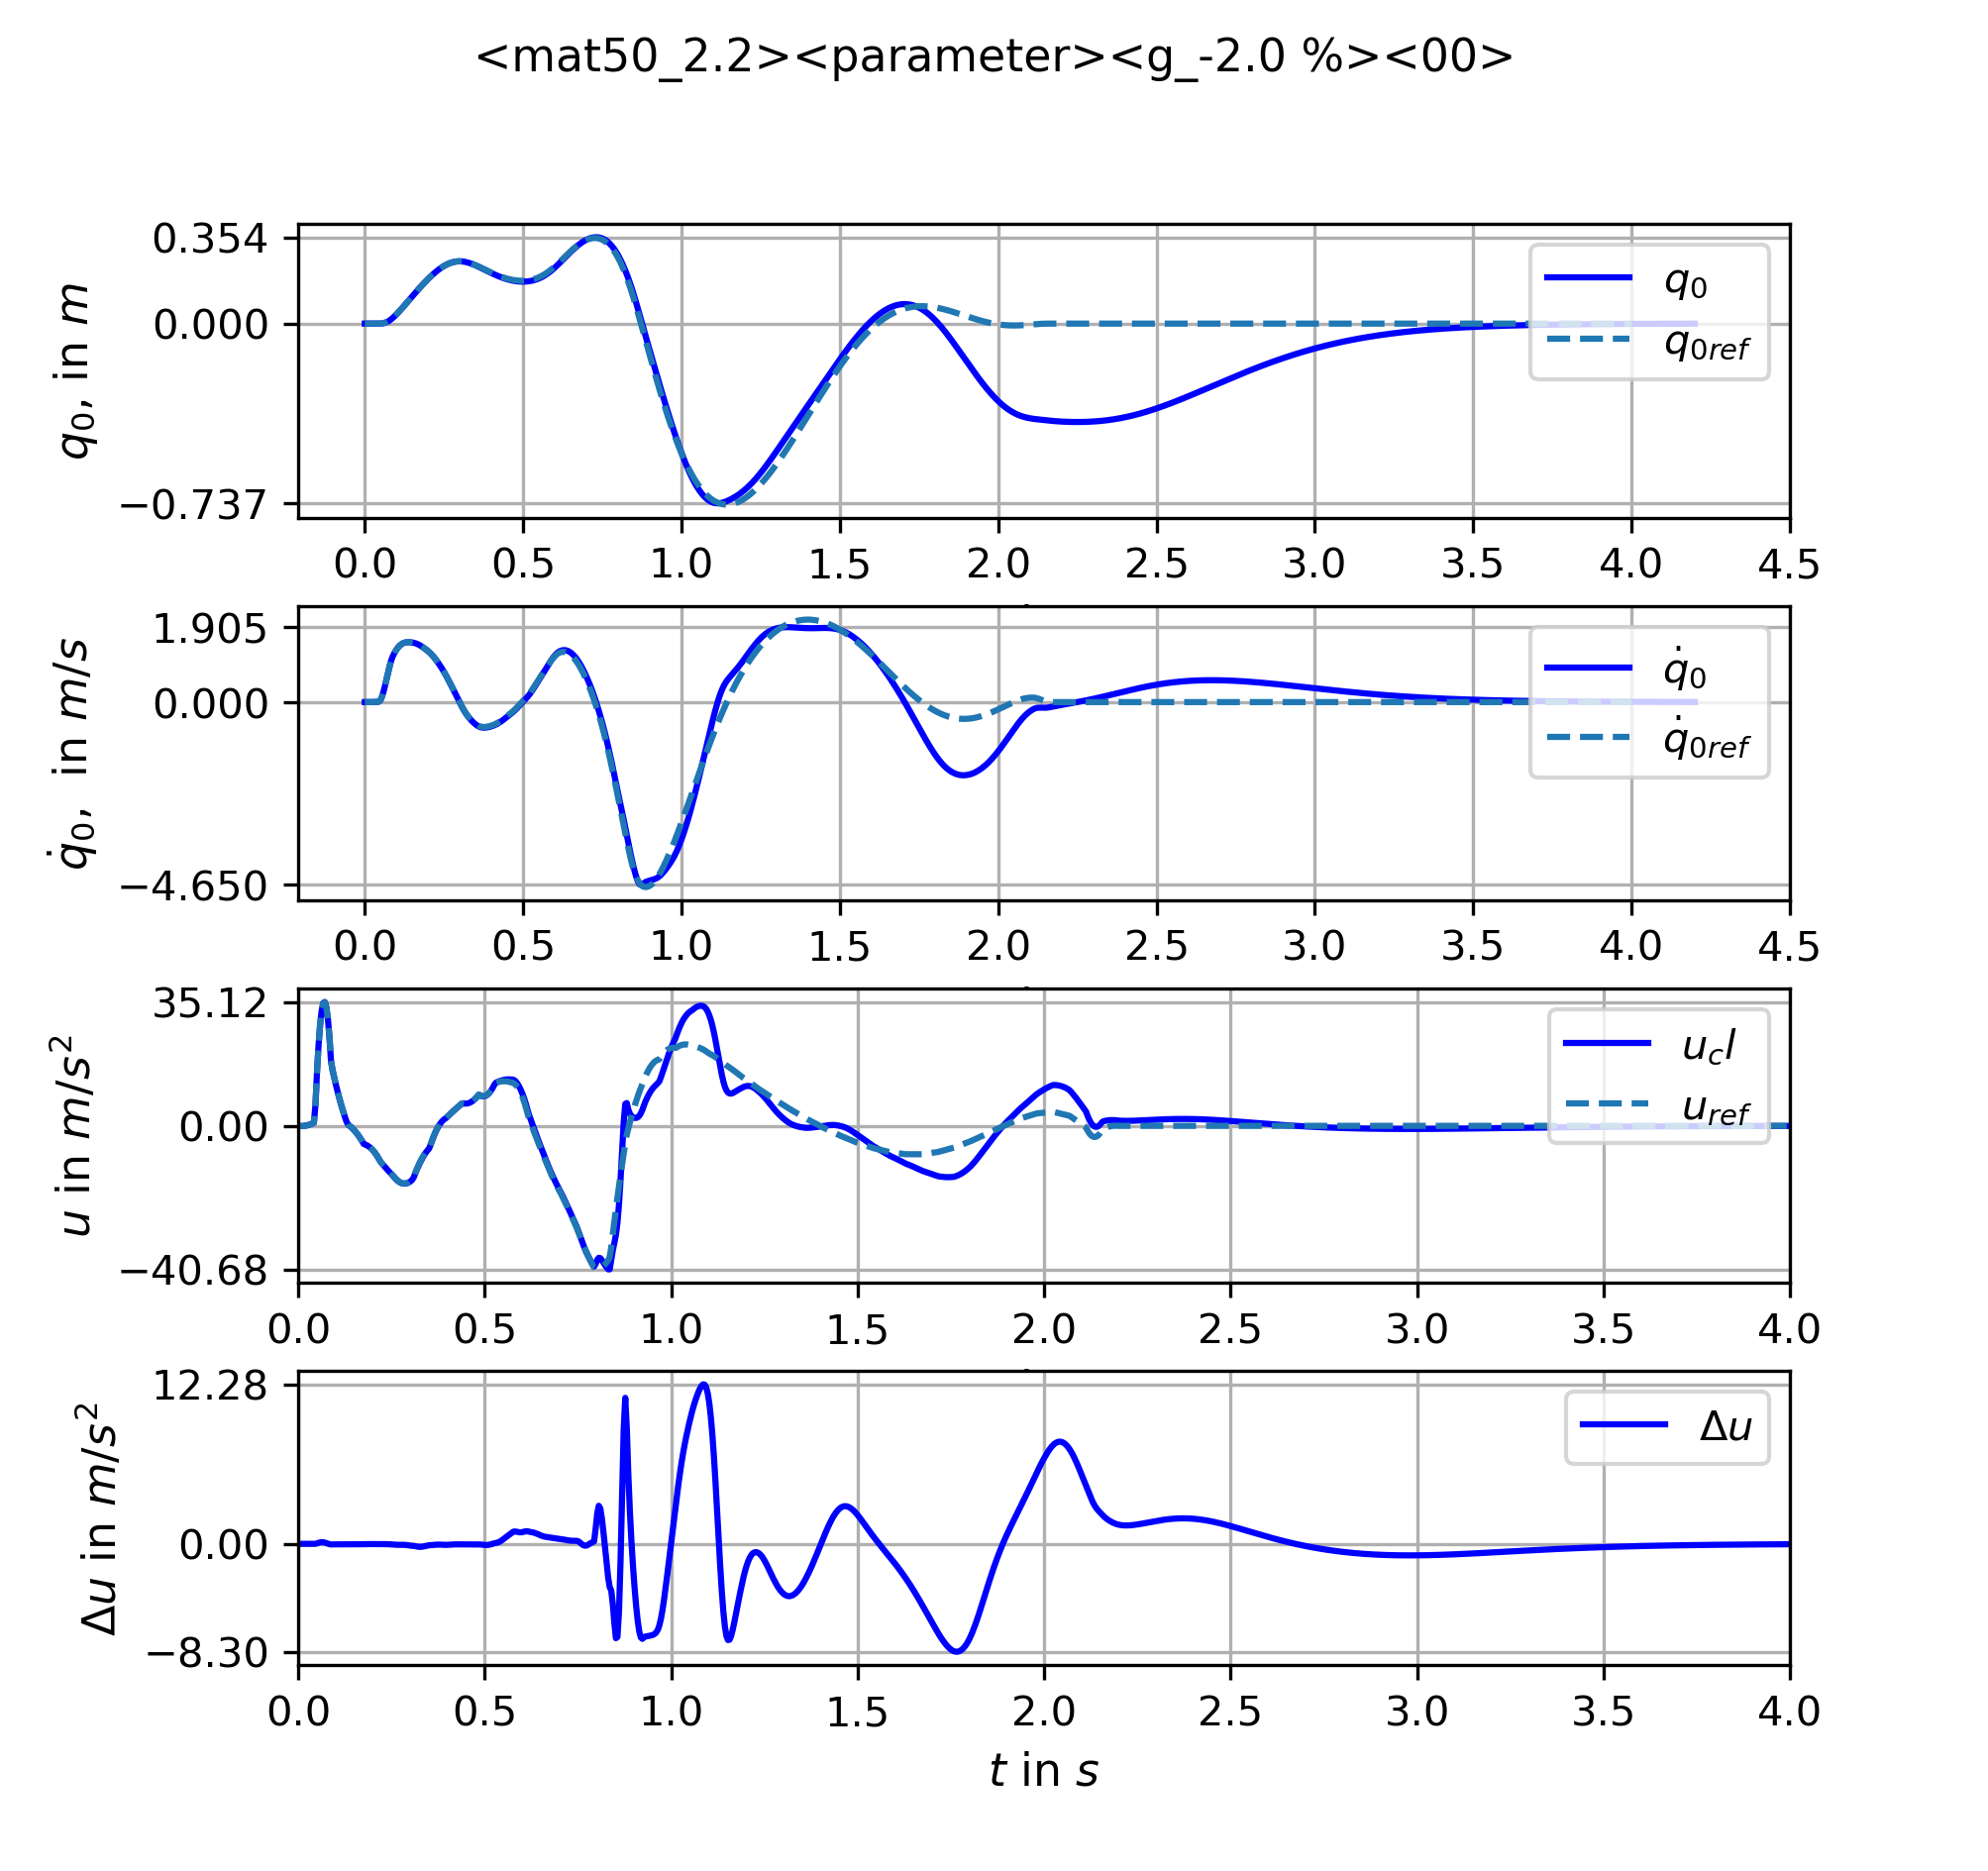 <mat50_2.2><parameter><g_-2.0 %><00>
0.354
0.000
−0.737
q₀, in m
q₀
q₀ref
0.0 0.5 1.0 1.5 2.0 2.5 3.0 3.5 4.0 4.5
1.905
0.000
−4.650
q̇₀, in m/s
q̇₀
q̇₀ref
0.0 0.5 1.0 1.5 2.0 2.5 3.0 3.5 4.0 4.5
35.12
0.00
−40.68
u in m/s²
u_cl
u_ref
0.0 0.5 1.0 1.5 2.0 2.5 3.0 3.5 4.0
12.28
0.00
−8.30
Δu in m/s²
Δu
0.0 0.5 1.0 1.5 2.0 2.5 3.0 3.5 4.0
t in s